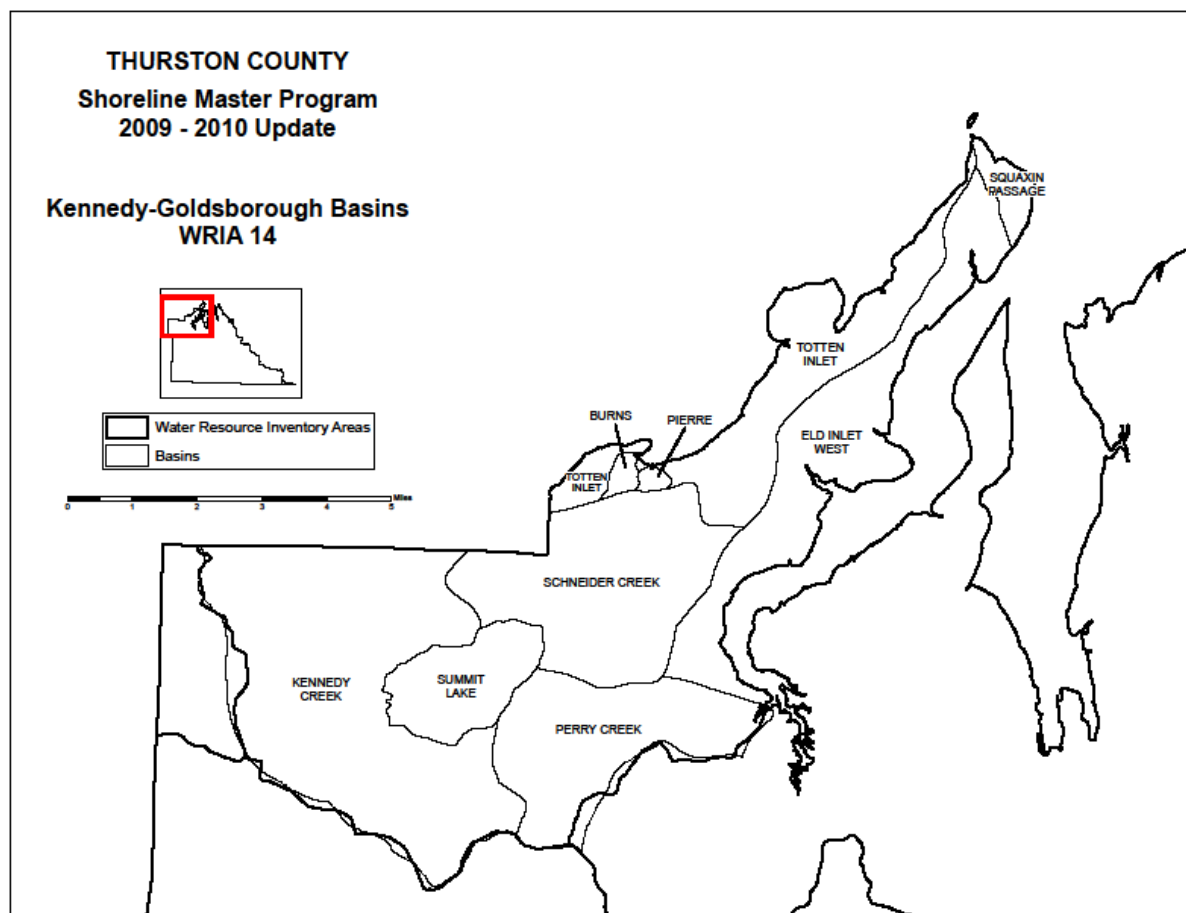 THURSTON COUNTY
Shoreline Master Program
2009 - 2010 Update
Kennedy-Goldsborough Basins
WRIA 14
Water Resource Inventory Areas
Basins
Miles
0 1 2 3 4 5
SQUAXIN
PASSAGE
TOTTEN
INLET
BURNS
PIERRE
ELD INLET
WEST
TOTTEN
INLET
SCHNEIDER CREEK
KENNEDY
CREEK
SUMMIT
LAKE
PERRY CREEK